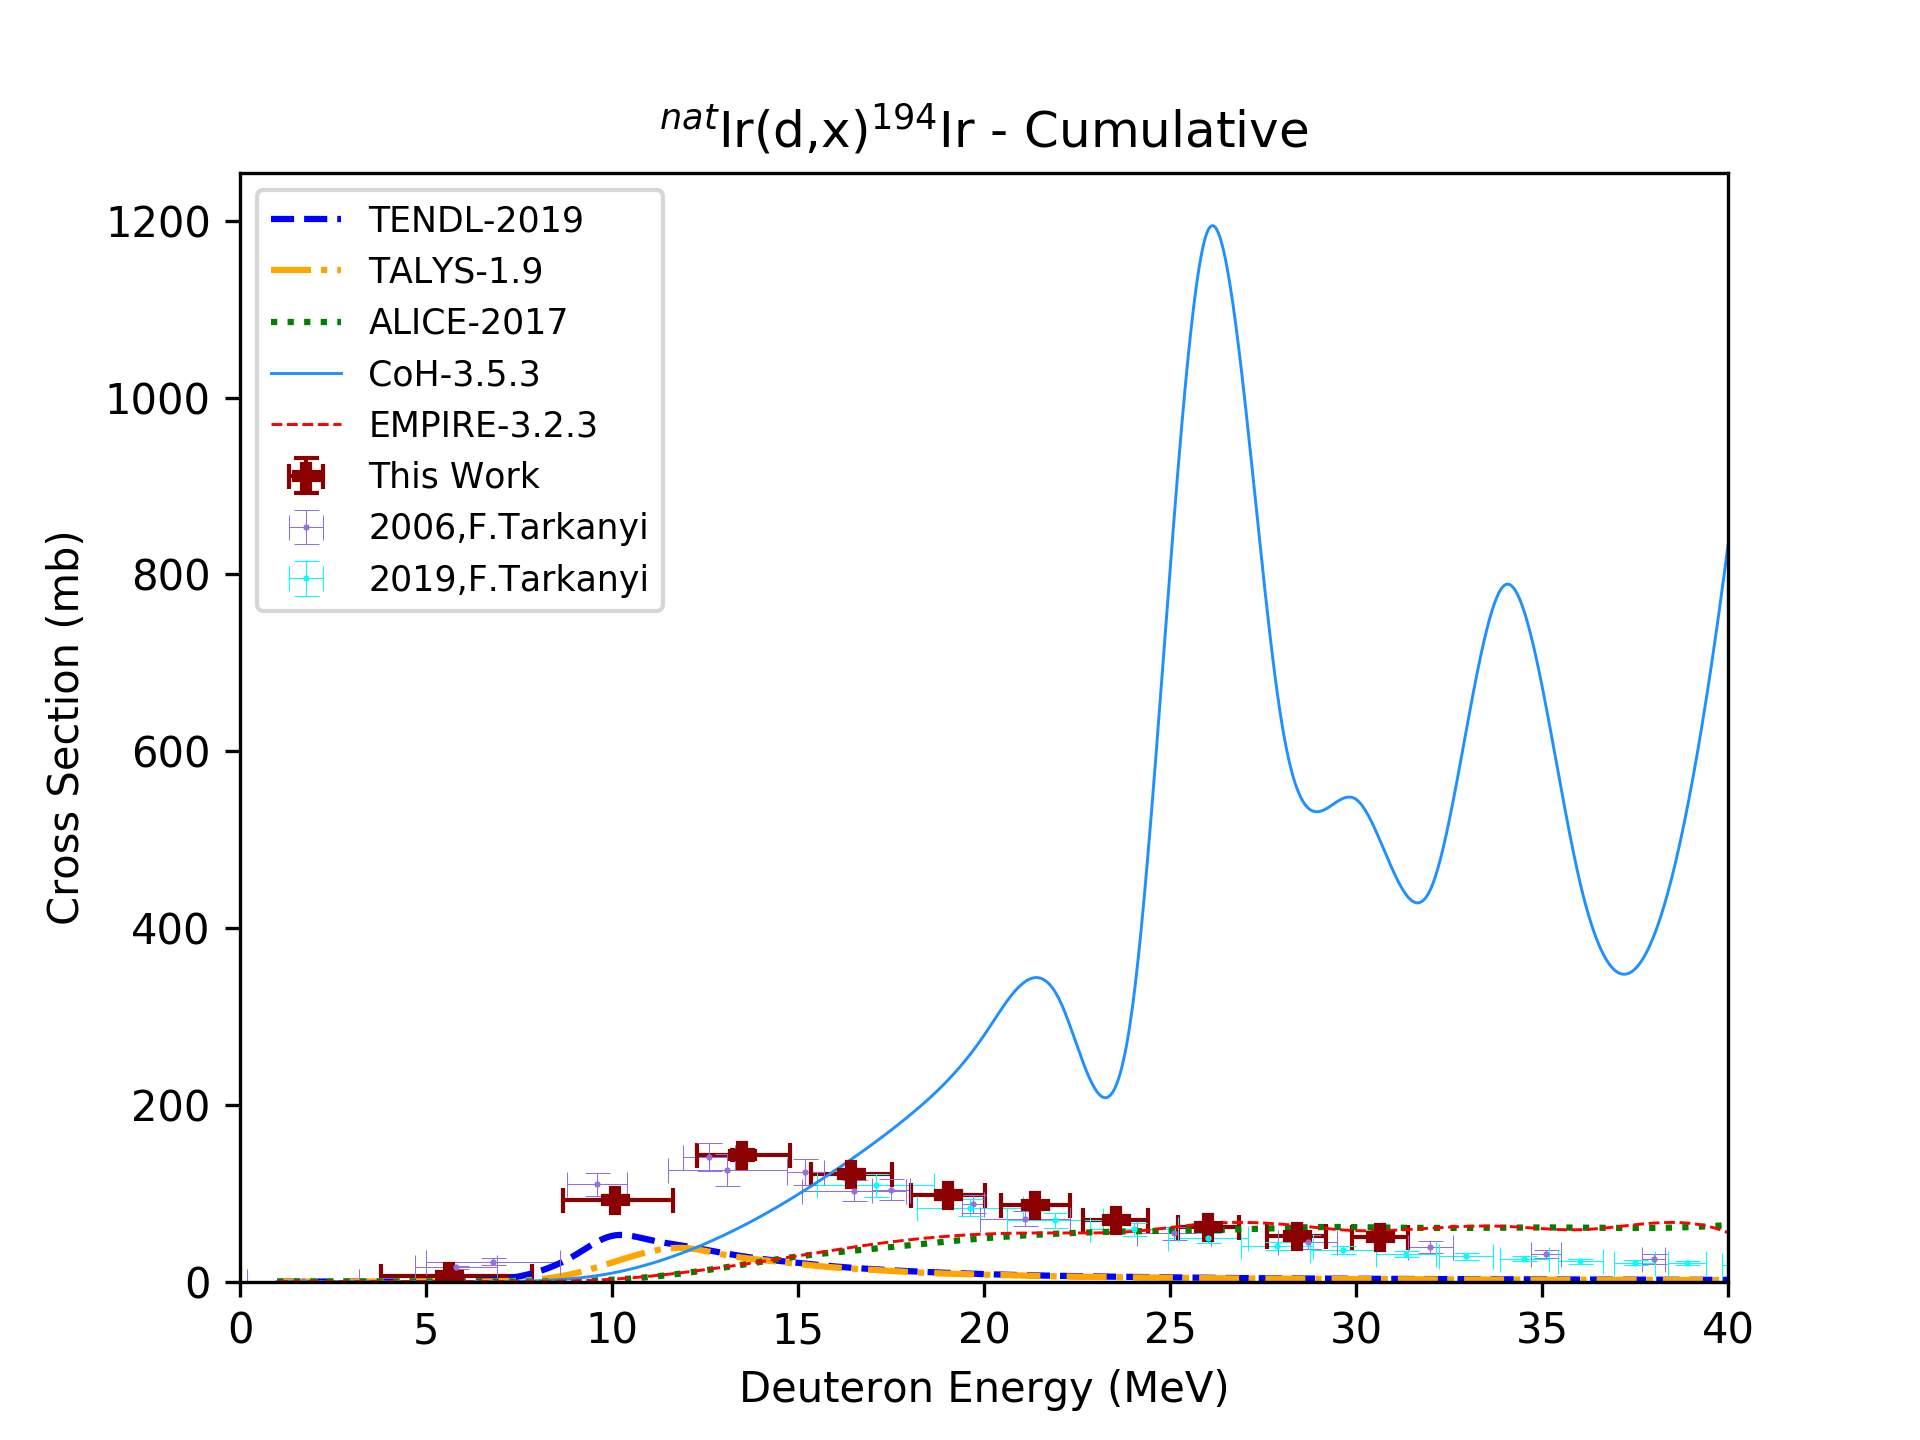 natIr(d,x)194Ir - Cumulative
1200
1000
800
600
400
200
0
Cross Section (mb)
TENDL-2019
TALYS-1.9
ALICE-2017
CoH-3.5.3
EMPIRE-3.2.3
This Work
2006,F.Tarkanyi
2019,F.Tarkanyi
0 5 10 15 20 25 30 35 40
Deuteron Energy (MeV)